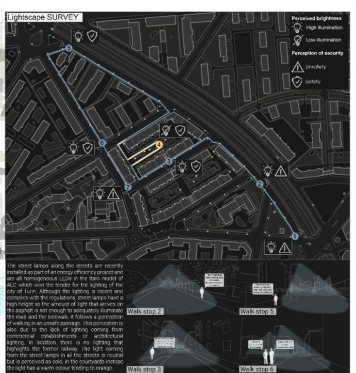 Lightscape SURVEY
Perceived brightness
High illumination
Low illumination
Perception of security
Unsafety
Safety
3
6
4
5
7
2
1
The street lamps along the streets are recently
installed as part of an energy efficiency project and
are all homogeneous LEDs in the Italo model of
AEC which won the tender for the lighting of the
city of Turin. Although the lighting is recent and
complies with the regulations, street lamps have a
high height so the amount of light that arrives on
the asphalt is not enough to adequately illuminate
the road and the sidewalk, it follows a perception
of walking in an unsafe passage. This perception is
also due to the lack of lighting coming from
commercial establishments or architectural
lighting, in addition, there is no lighting that
highlights the former railway. The light coming
from the street lamps in all the streets is neutral
but is perceived as cold, in the courtyards instead
the light has a warm colour tending to orange.
Walk stop 2
Walk stop 5
Walk stop 3
Walk stop 6